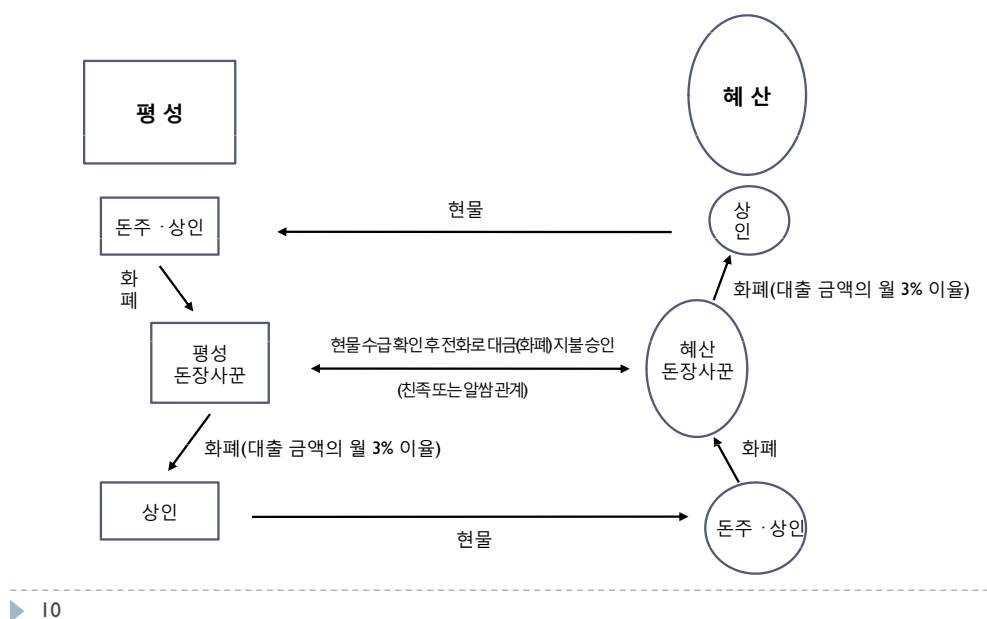 평성
혜 산
돈주 ·상인
현물
상
인
화
폐
화폐(대출 금액의 월 3% 이율)
평성
돈장사꾼
현물 수급 확인 후 전화로 대금(화폐) 지불 승인
(친족 또는 알쌈 관계)
혜산
돈장사꾼
화폐(대출 금액의 월 3% 이율)
화폐
상인
현물
돈주 ·상인
10